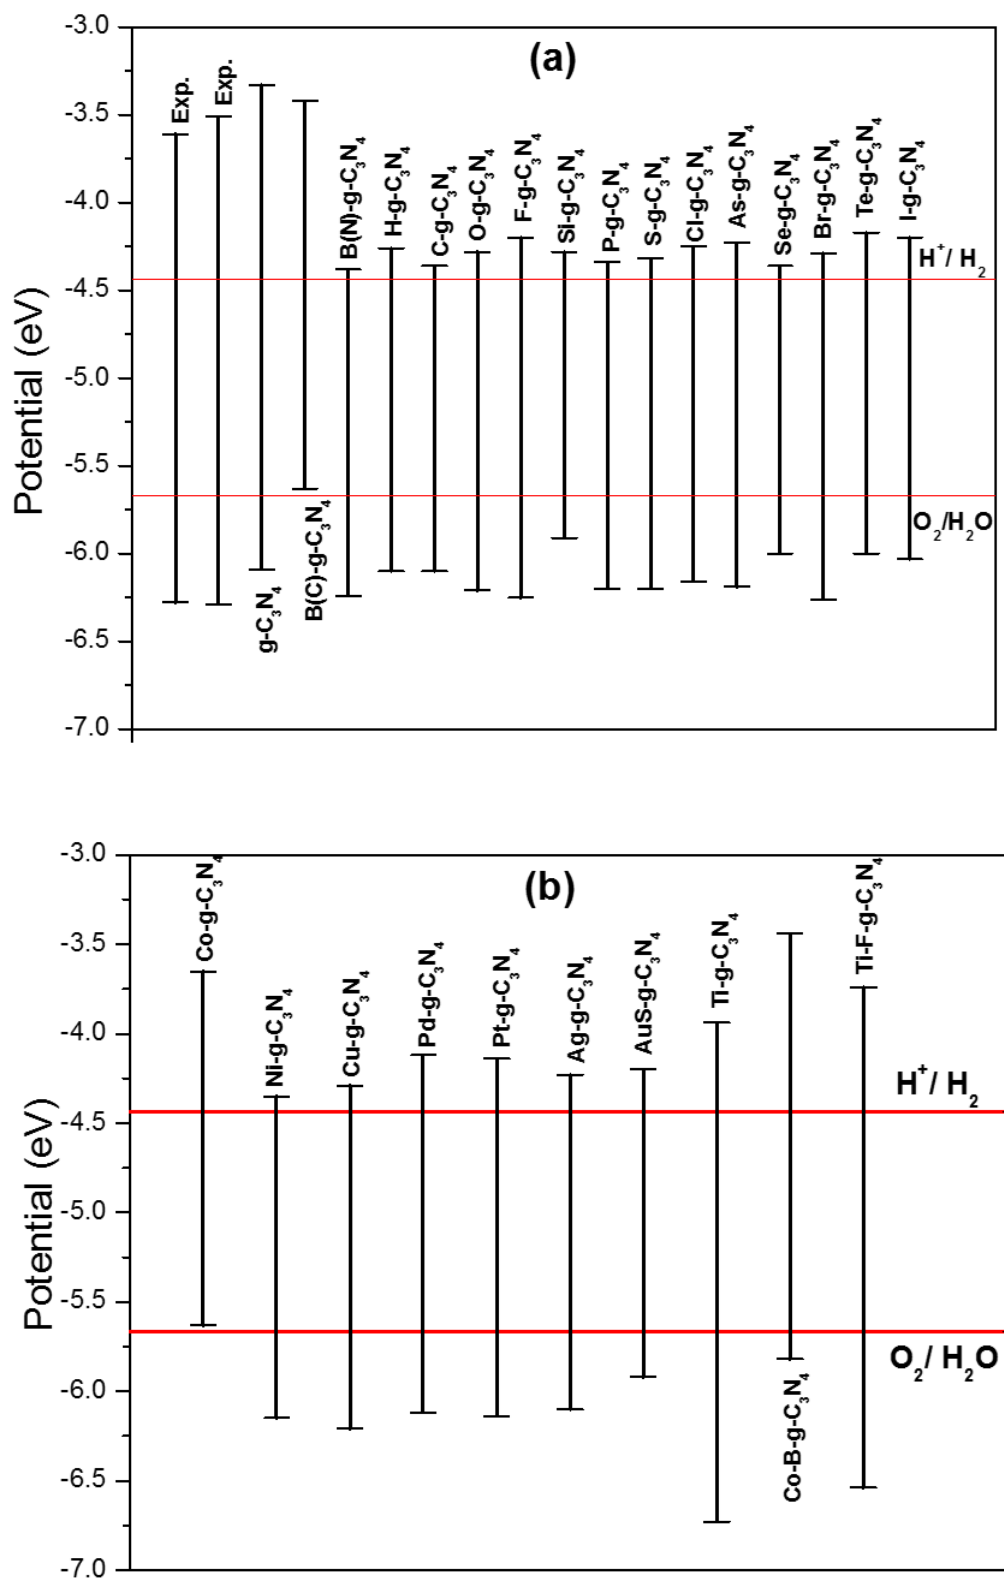 (a)
Potential (eV)
-3.0
-3.5
-4.0
-4.5
-5.0
-5.5
-6.0
-6.5
-7.0
Exp.
Exp.
g-C₃N₄
B(C)-g-C₃N₄
B(N)-g-C₃N₄
H-g-C₃N₄
C-g-C₃N₄
O-g-C₃N₄
F-g-C₃N₄
Si-g-C₃N₄
P-g-C₃N₄
S-g-C₃N₄
Cl-g-C₃N₄
As-g-C₃N₄
Se-g-C₃N₄
Br-g-C₃N₄
Te-g-C₃N₄
I-g-C₃N₄
H⁺/ H₂
O₂/H₂O
(b)
Potential (eV)
-3.0
-3.5
-4.0
-4.5
-5.0
-5.5
-6.0
-6.5
-7.0
Co-g-C₃N₄
Ni-g-C₃N₄
Cu-g-C₃N₄
Pd-g-C₃N₄
Pt-g-C₃N₄
Ag-g-C₃N₄
AuS-g-C₃N₄
Ti-g-C₃N₄
Co-B-g-C₃N₄
Ti-F-g-C₃N₄
H⁺/ H₂
O₂/ H₂O